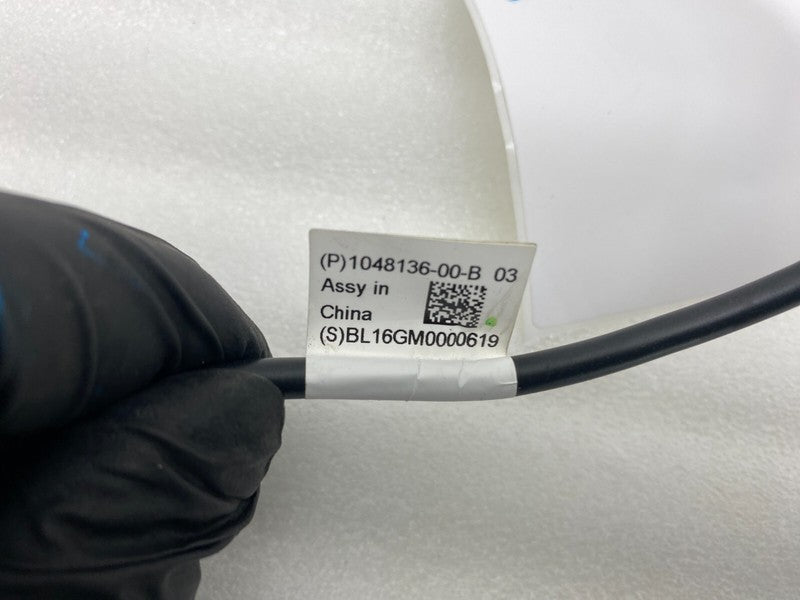 (P)1048136-00-B 03
Assy in
China
(S)BL16GM0000619